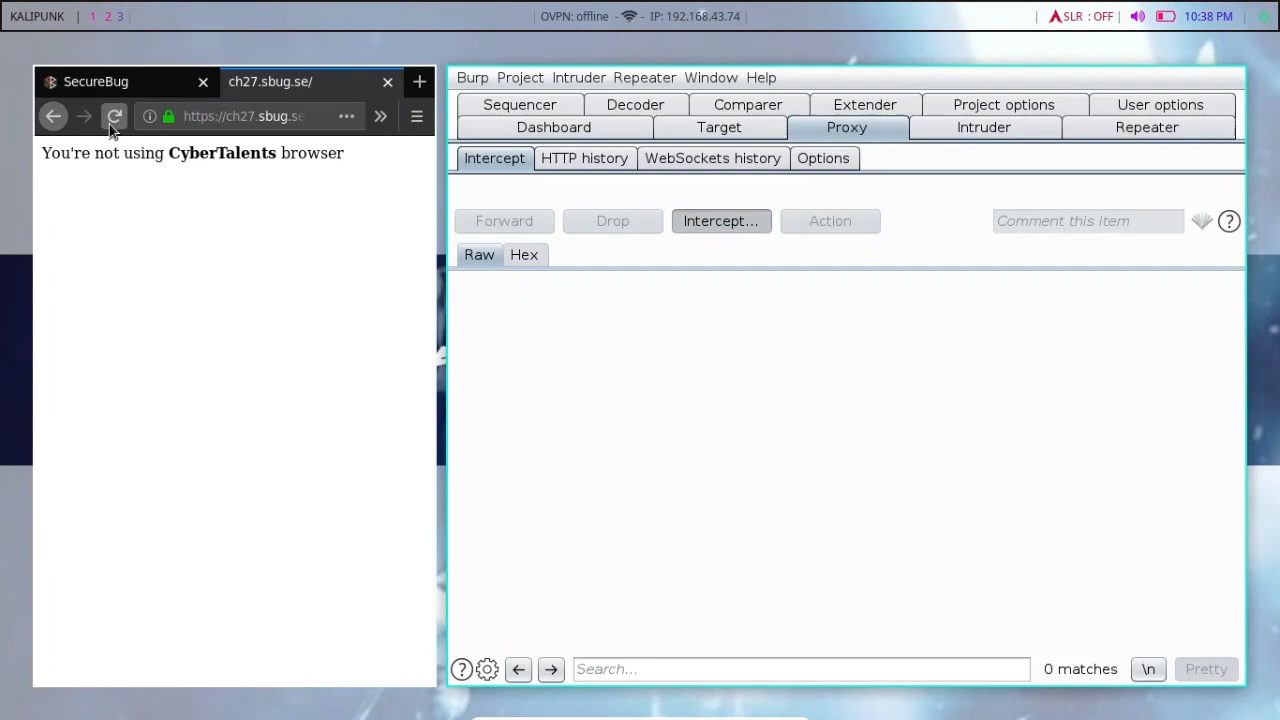 KALIPUNK | 1 2 3 | OVPN: offline - - IP: 192.168.43.74 | | SLR : OFF | 10:38 PM |
SecureBug ch27.sbug.se/
https://ch27.sbug.se
You're not using CyberTalents browser
Burp Project Intruder Repeater Window Help
Sequencer Decoder Comparer Extender Project options User options
Dashboard Target Proxy Intruder Repeater
Intercept HTTP history WebSockets history Options
Forward Drop Intercept... Action Comment this item ?
Raw Hex
? Search... 0 matches \n Pretty